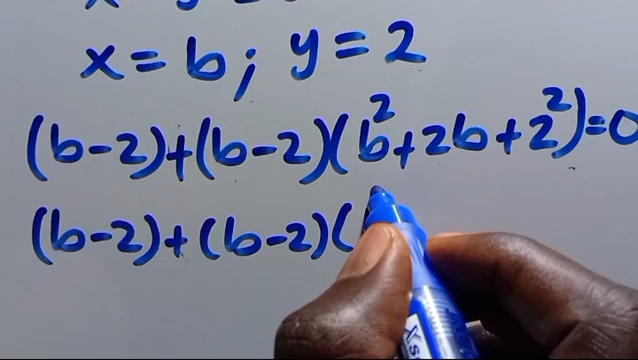 x = b ; y = 2
(b-2)+(b-2)(b²+2b+2²)=0
(b-2)+(b-2)(